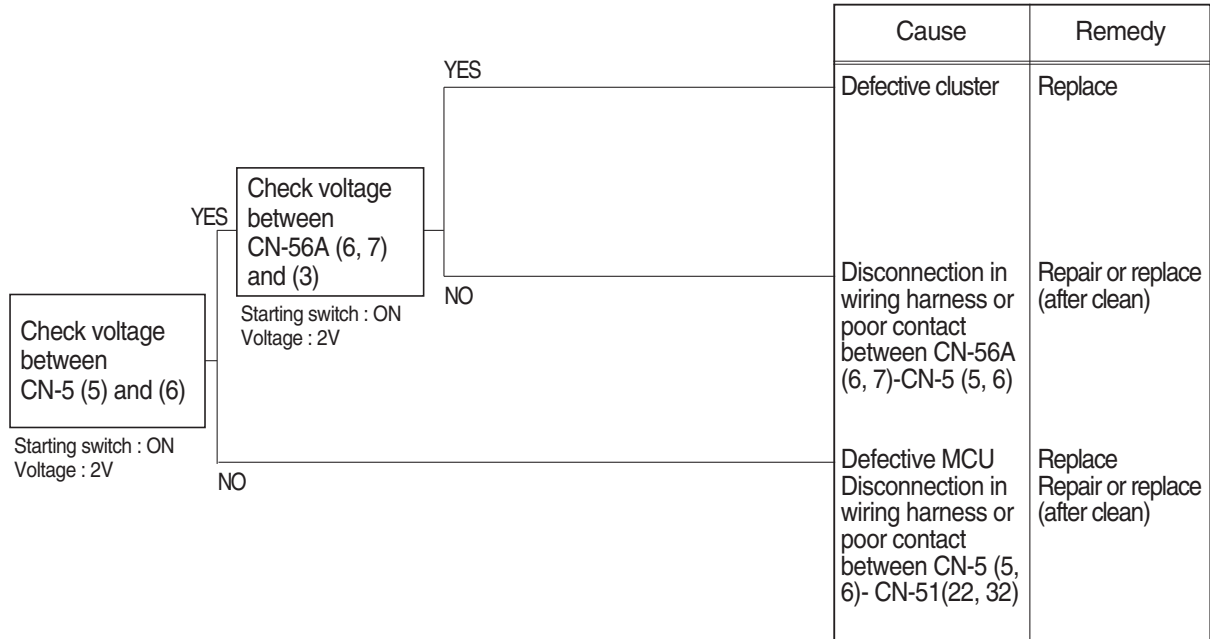 Cause
Remedy
YES
Defective cluster
Replace
Check voltage
between
CN-56A (6, 7)
and (3)
YES
Starting switch : ON
Voltage : 2V
NO
Disconnection in
wiring harness or
poor contact
between CN-56A
(6, 7)-CN-5 (5, 6)
Repair or replace
(after clean)
Check voltage
between
CN-5 (5) and (6)
Starting switch : ON
Voltage : 2V
NO
Defective MCU
Disconnection in
wiring harness or
poor contact
between CN-5 (5,
6)- CN-51(22, 32)
Replace
Repair or replace
(after clean)